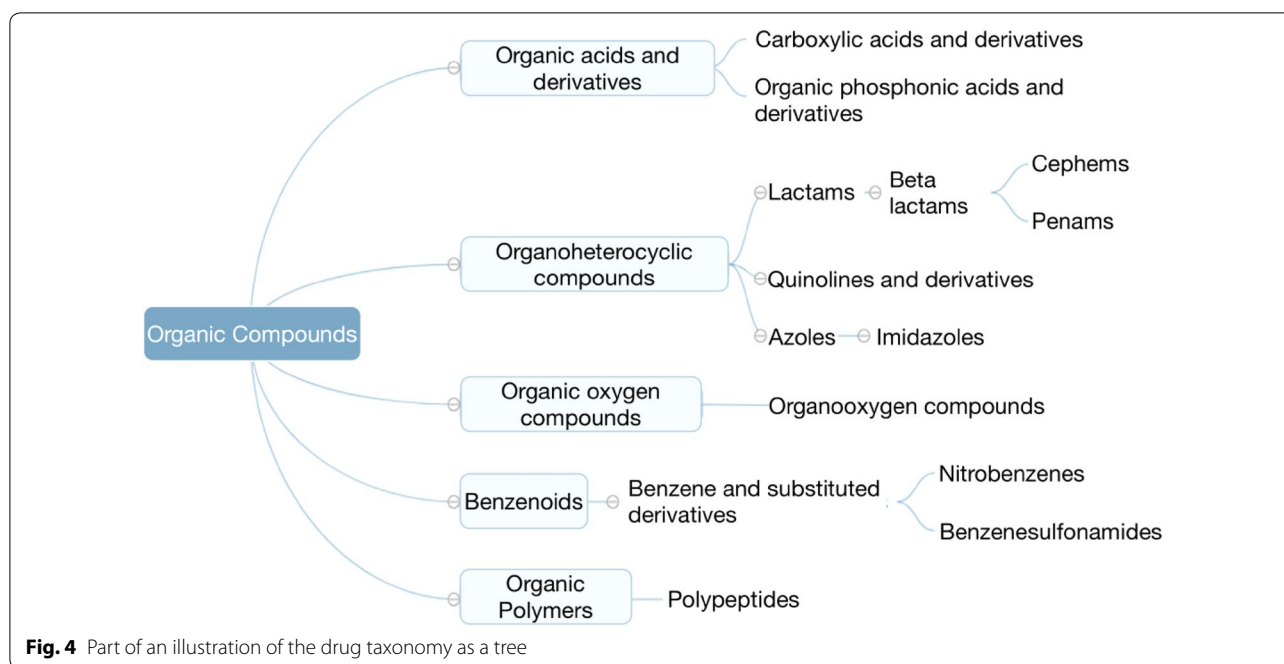 Organic acids and
derivatives
Carboxylic acids and derivatives
Organic phosphonic acids and
derivatives
Organoheterocyclic
compounds
Lactams
Beta
lactams
Cephems
Penams
Quinolines and derivatives
Azoles
Imidazoles
Organic Compounds
Organic oxygen
compounds
Organooxygen compounds
Benzenoids
Benzene and substituted
derivatives
Nitrobenzenes
Benzenesulfonamides
Organic
Polymers
Polypeptides
Fig. 4 Part of an illustration of the drug taxonomy as a tree